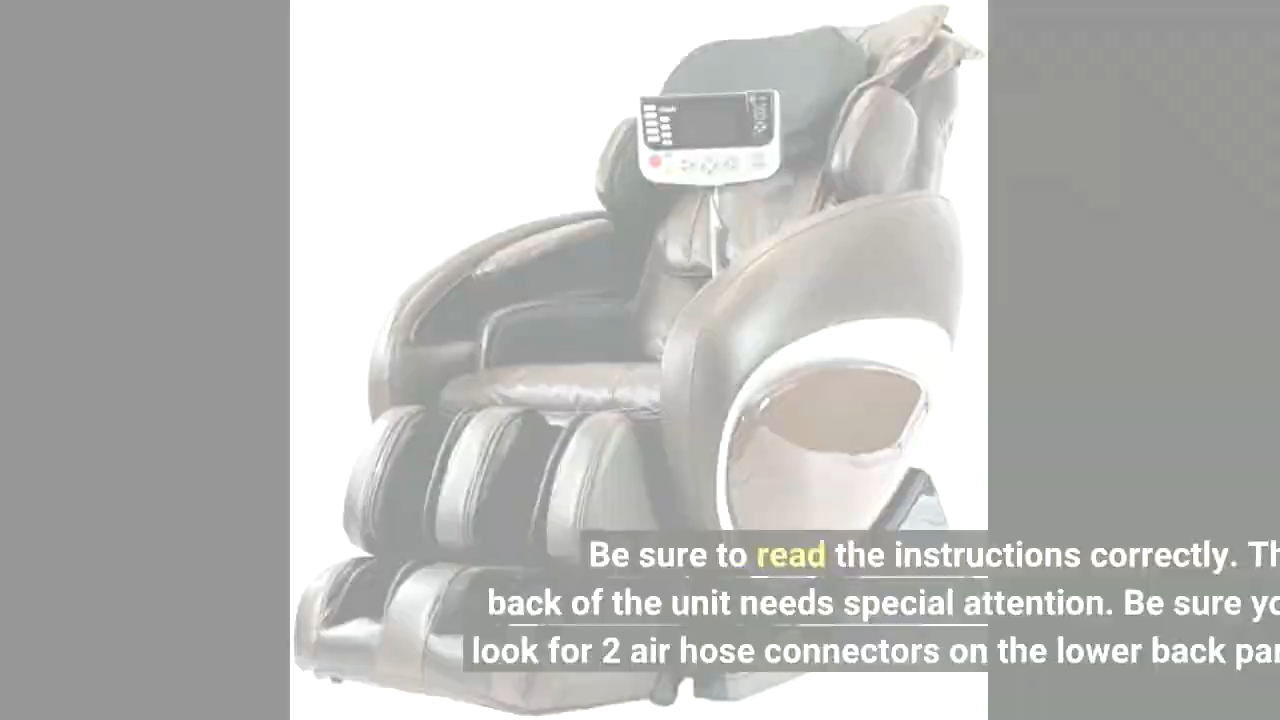 Be sure to read the instructions correctly. Th
back of the unit needs special attention. Be sure yo
look for 2 air hose connectors on the lower back par